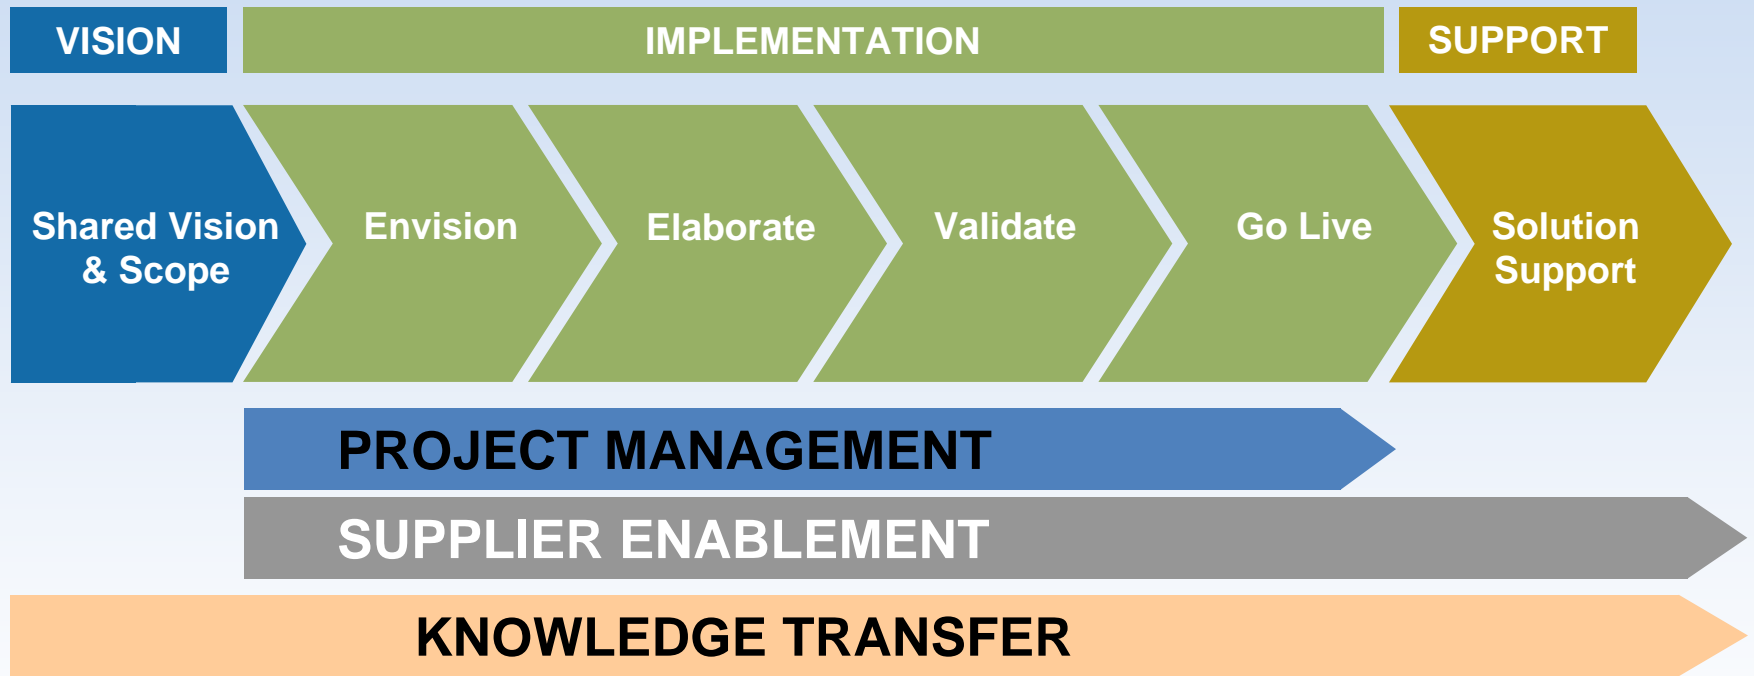 VISION
IMPLEMENTATION
SUPPORT
Shared Vision
& Scope
Envision
Elaborate
Validate
Go Live
Solution
Support
PROJECT MANAGEMENT
SUPPLIER ENABLEMENT
KNOWLEDGE TRANSFER